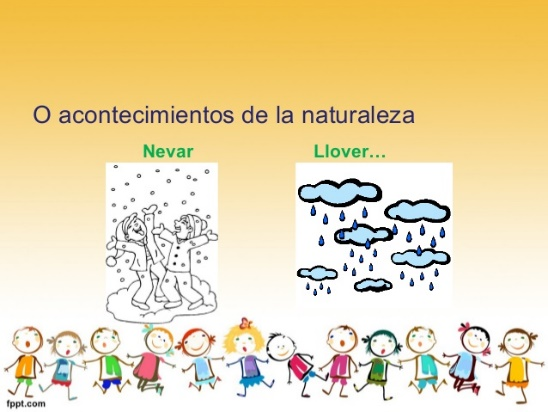 O acontecimientos de la naturaleza
Nevar Llover...
fppt.com